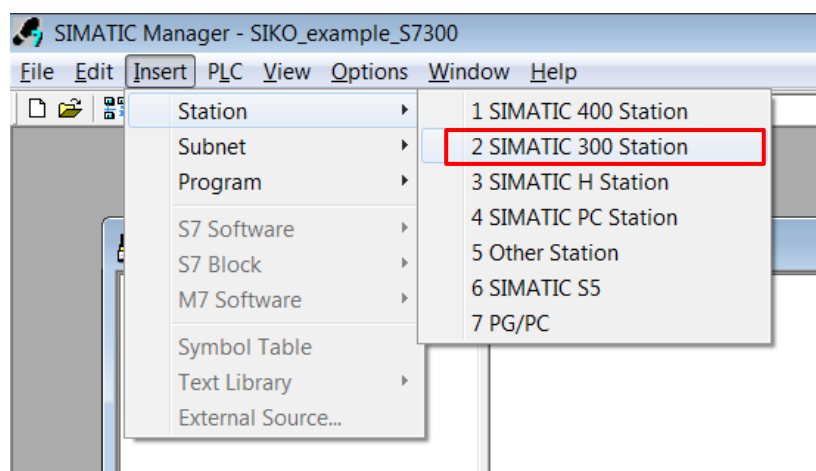 SIMATIC Manager - SIKO_example_S7300
File Edit Insert PLC View Options Window Help
Station
Subnet
Program
S7 Software
S7 Block
M7 Software
Symbol Table
Text Library
External Source...
1 SIMATIC 400 Station
2 SIMATIC 300 Station
3 SIMATIC H Station
4 SIMATIC PC Station
5 Other Station
6 SIMATIC S5
7 PG/PC